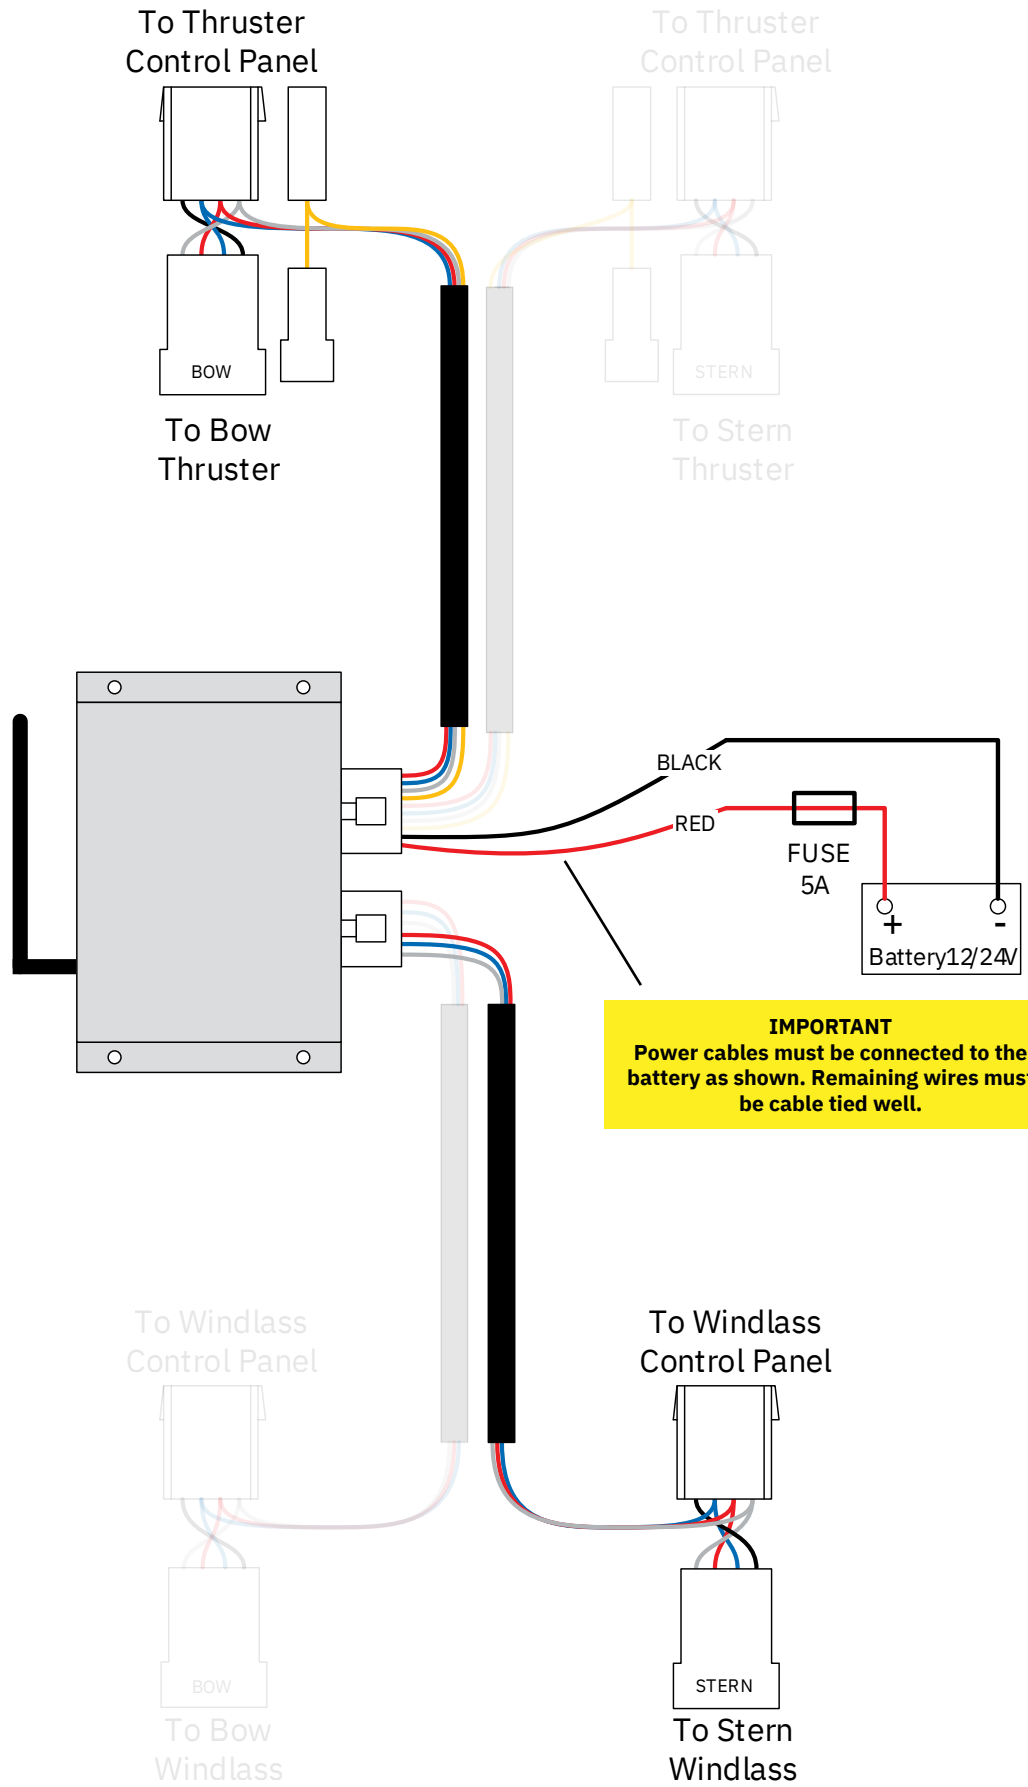 To Thruster
Control Panel
To Thruster
Control Panel
BOW
STERN
To Bow
Thruster
To Stern
Thruster
BLACK
RED
FUSE
5A
+
-
Battery12/24V
IMPORTANT
Power cables must be connected to the
battery as shown. Remaining wires must
be cable tied well.
To Windlass
Control Panel
To Windlass
Control Panel
BOW
STERN
To Bow
Windlass
To Stern
Windlass